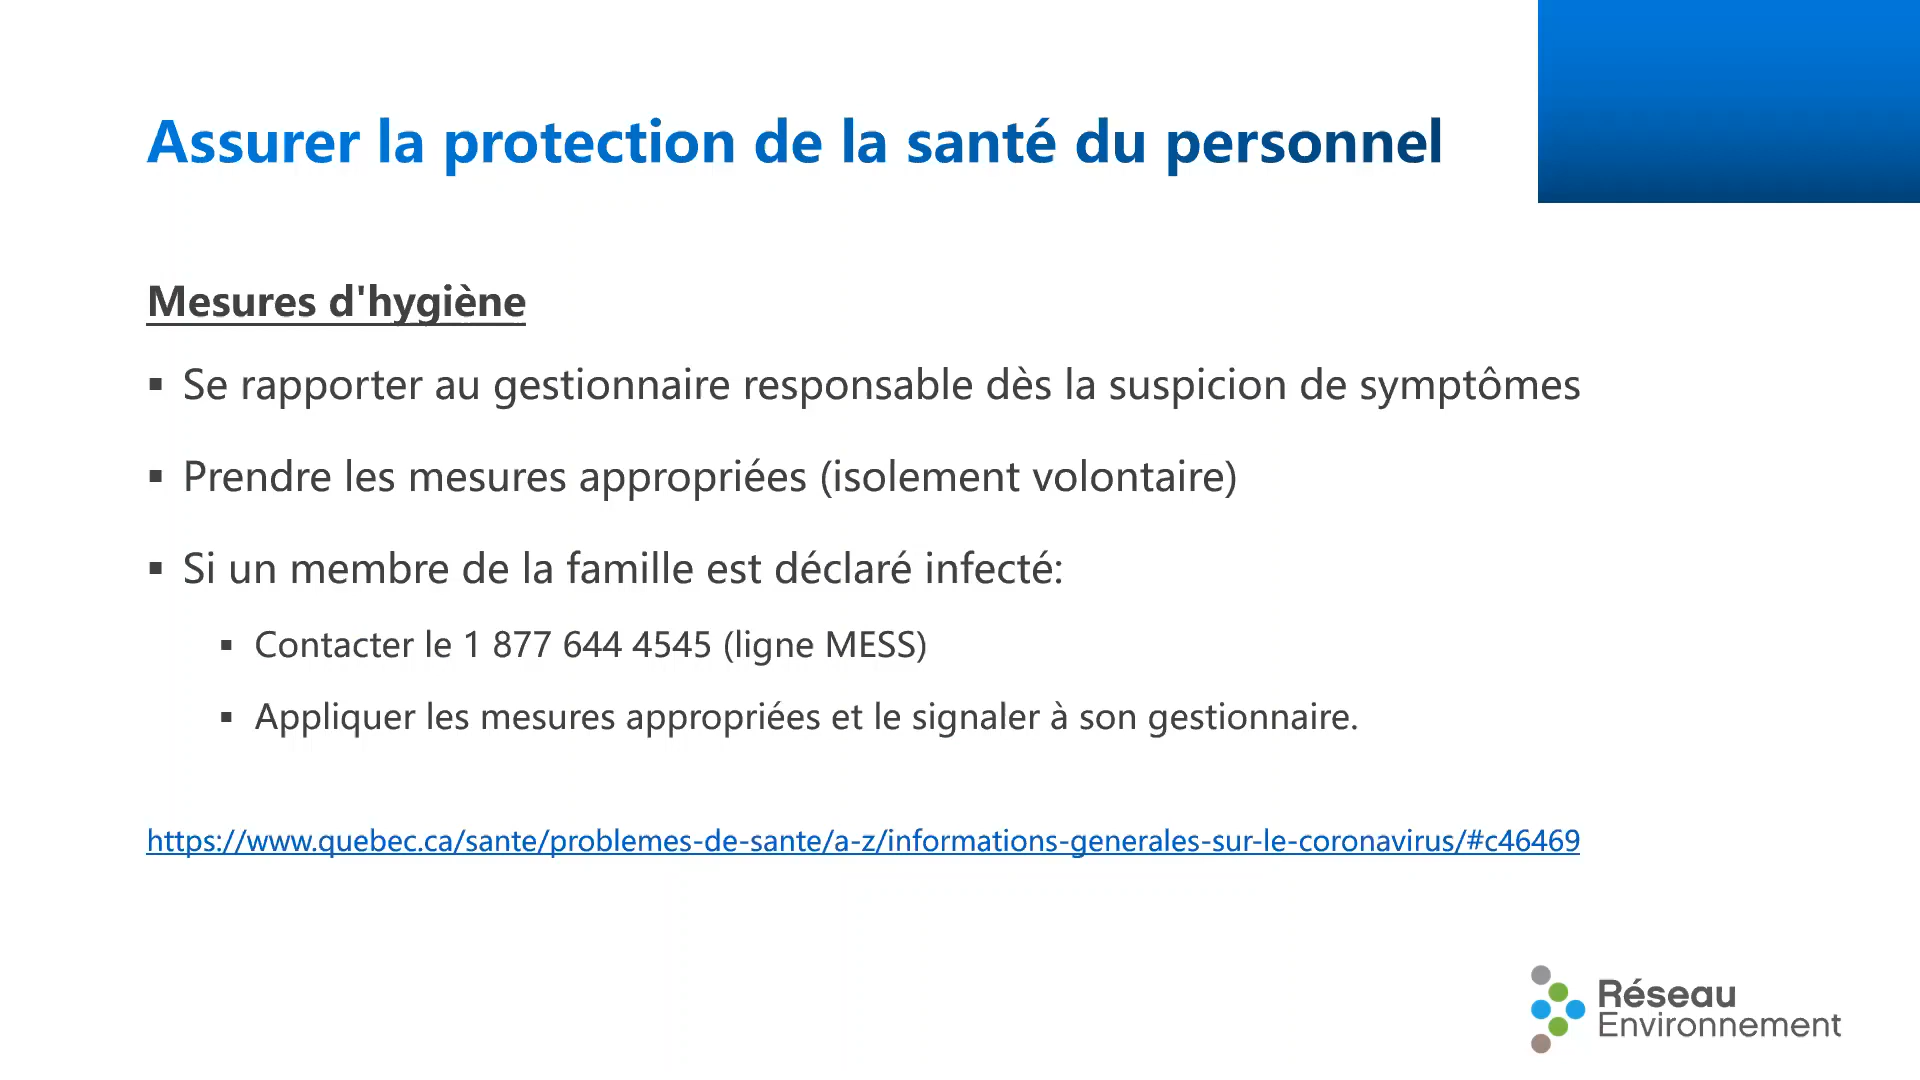 Assurer la protection de la santé du personnel
Mesures d'hygiène
▪ Se rapporter au gestionnaire responsable dès la suspicion de symptômes
▪ Prendre les mesures appropriées (isolement volontaire)
▪ Si un membre de la famille est déclaré infecté:
▪ Contacter le 1 877 644 4545 (ligne MESS)
▪ Appliquer les mesures appropriées et le signaler à son gestionnaire.
https://www.quebec.ca/sante/problemes-de-sante/a-z/informations-generales-sur-le-coronavirus/#c46469
Réseau
Environnement